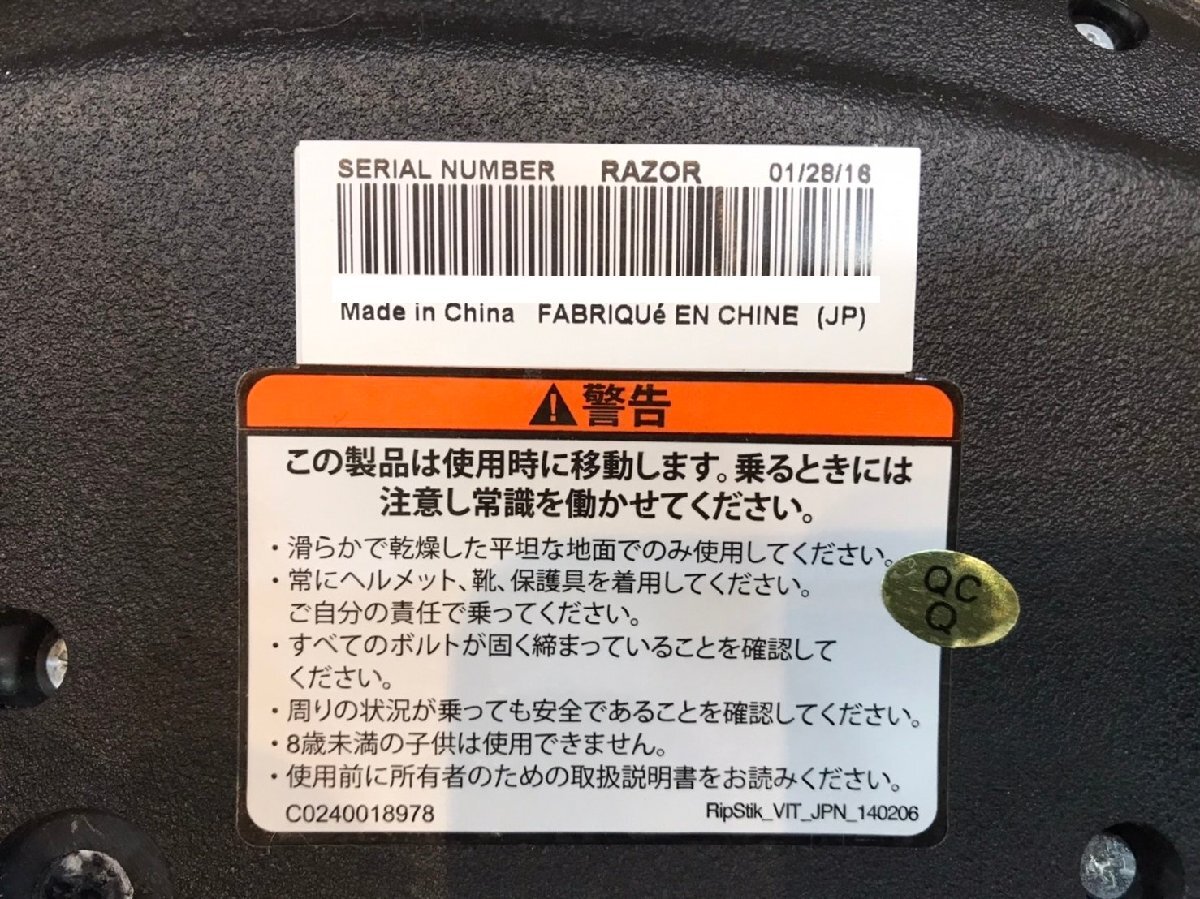 SERIAL NUMBER RAZOR 01/28/16
Made in China FABRIQUé EN CHINE (JP)
警告
この製品は使用時に移動します。乗るときには
注意し常識を働かせてください。
・滑らかで乾燥した平坦な地面でのみ使用してください。
・常にヘルメット、靴、保護具を着用してください。
ご自分の責任で乗ってください。
・すべてのボルトが固く締まっていることを確認して
ください。
・周りの状況が乗っても安全であることを確認してください。
・8歳未満の子供は使用できません。
・使用前に所有者のための取扱説明書をお読みください。
C0240018978 RipStik_VIT_JPN_140206
QC
Q